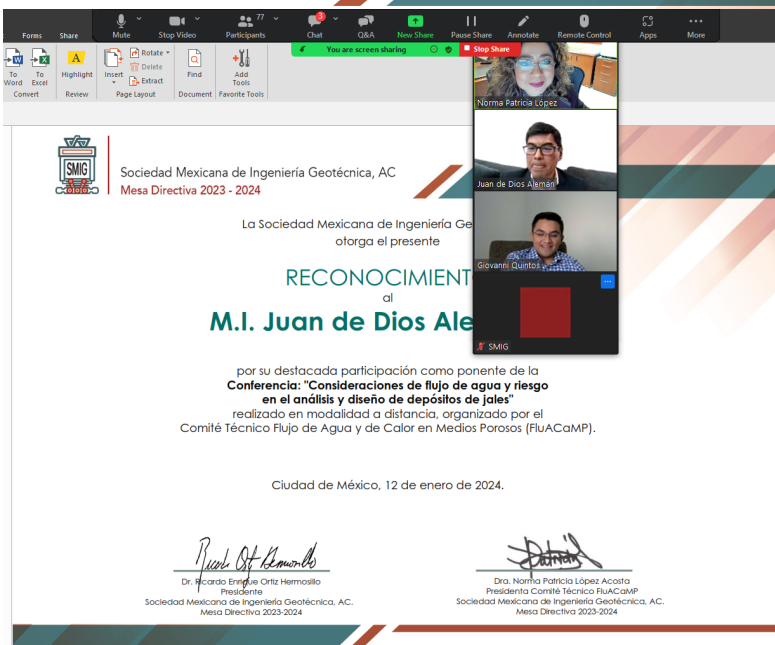 77
3
Forms
Share
Mute
Stop Video
Participants
Chat
Q&A
New Share
Pause Share
Annotate
Remote Control
Apps
More
You are screen sharing
Stop Share
To Word
To Excel
Convert
Highlight
Review
Insert
Rotate
Delete
Extract
Page Layout
Find
Document
Add Tools
Favorite Tools
Norma Patricia López
Juan de Dios Alemán
Giovanni Quintos
SMIG
SMIG
Sociedad Mexicana de Ingeniería Geotécnica, AC
Mesa Directiva 2023 - 2024
La Sociedad Mexicana de Ingeniería Ge
otorga el presente
RECONOCIMIENT
al
M.I. Juan de Dios Ale
por su destacada participación como ponente de la
Conferencia: "Consideraciones de flujo de agua y riesgo
en el análisis y diseño de depósitos de jales"
realizado en modalidad a distancia, organizado por el
Comité Técnico Flujo de Agua y de Calor en Medios Porosos (FluACaMP).
Ciudad de México, 12 de enero de 2024.
Dr. Ricardo Enrique Ortiz Hermosillo
Presidente
Sociedad Mexicana de Ingeniería Geotécnica, AC.
Mesa Directiva 2023-2024
Dra. Norma Patricia López Acosta
Presidenta Comité Técnico FluACaMP
Sociedad Mexicana de Ingeniería Geotécnica, AC.
Mesa Directiva 2023-2024